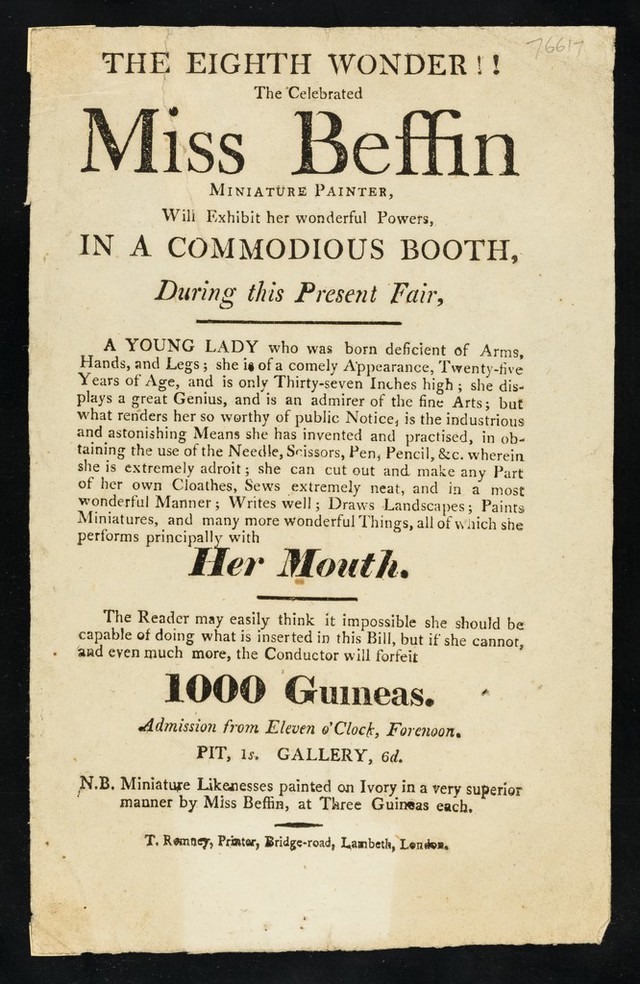 76617
THE EIGHTH WONDER!!
The Celebrated
Miss Beffin
MINIATURE PAINTER,
Will Exhibit her wonderful Powers,
IN A COMMODIOUS BOOTH,
During this Present Fair,
A YOUNG LADY who was born deficient of Arms,
Hands, and Legs; she is of a comely Appearance, Twenty-five
Years of Age, and is only Thirty-seven Inches high; she dis-
plays a great Genius, and is an admirer of the fine Arts; but
what renders her so worthy of public Notice, is the industrious
and astonishing Means she has invented and practised, in ob-
taining the use of the Needle, Scissors, Pen, Pencil, &c. wherein
she is extremely adroit; she can cut out and make any Part
of her own Cloathes, Sews extremely neat, and in a most
wonderful Manner; Writes well; Draws Landscapes; Paints
Miniatures, and many more wonderful Things, all of which she
performs principally with
Her Mouth.
The Reader may easily think it impossible she should be
capable of doing what is inserted in this Bill, but if she cannot,
and even much more, the Conductor will forfeit
1000 Guineas.
Admission from Eleven o'Clock, Forenoon.
PIT, 1s. GALLERY, 6d.
N.B. Miniature Likenesses painted on Ivory in a very superior
manner by Miss Beffin, at Three Guineas each.
T. Romney, Printer, Bridge-road, Lambeth, London.